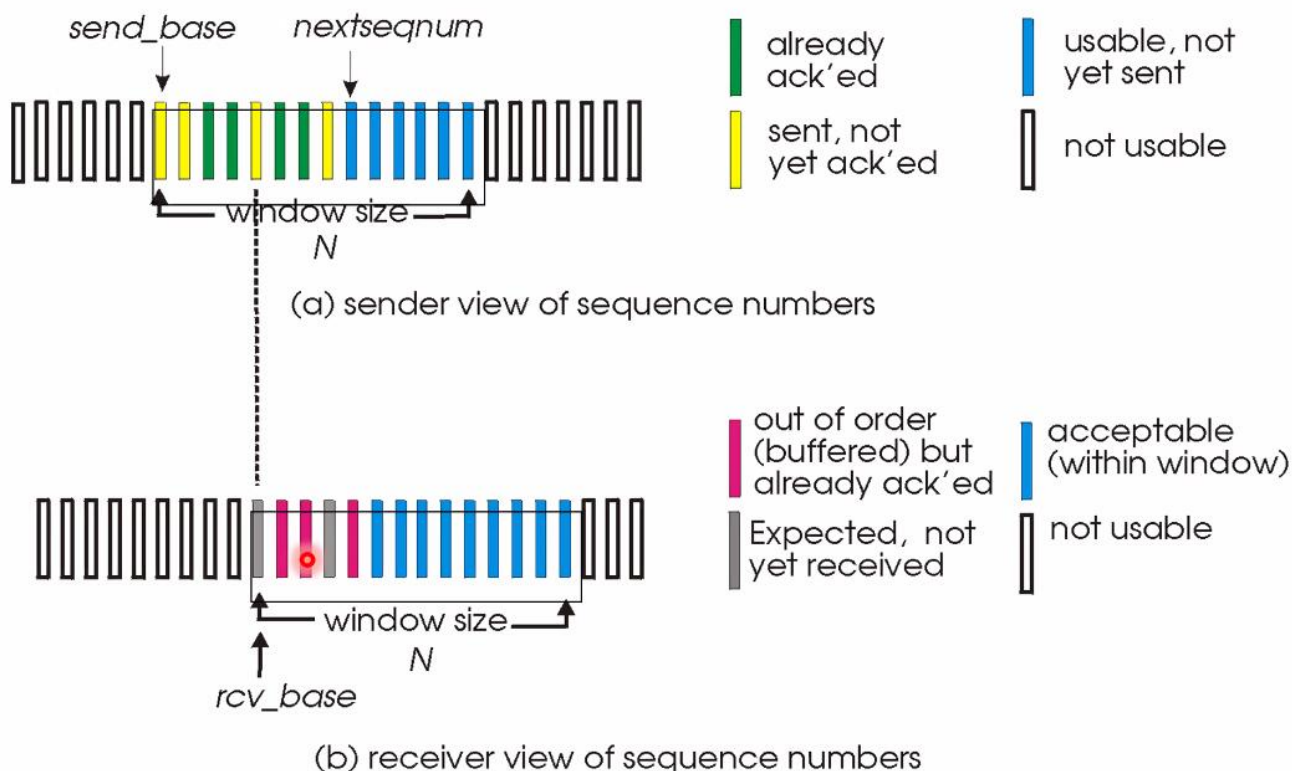 send_base
nextseqnum
already
ack'ed
usable, not
yet sent
sent, not
yet ack'ed
not usable
window size
N
(a) sender view of sequence numbers
out of order
(buffered) but
already ack'ed
acceptable
(within window)
Expected, not
yet received
not usable
window size
N
rcv_base
(b) receiver view of sequence numbers